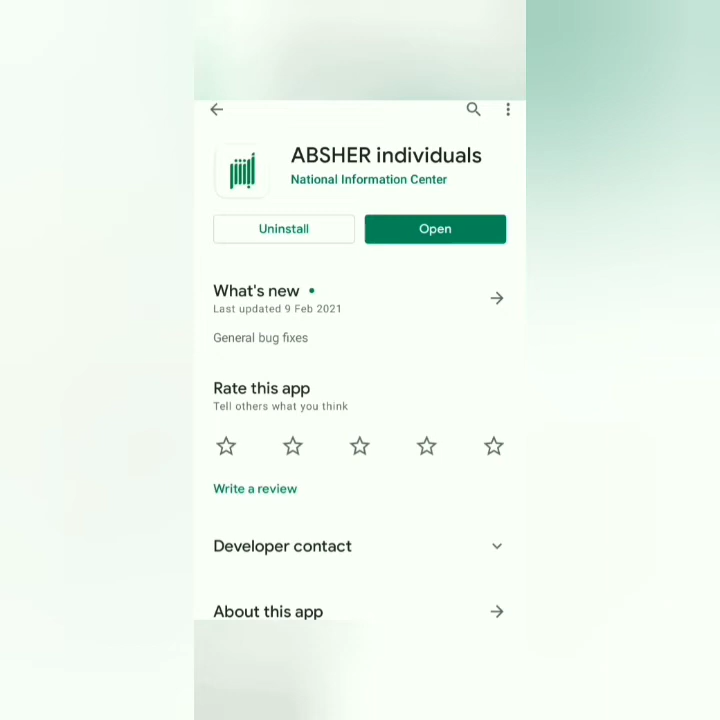 ABSHER individuals
National Information Center
Uninstall
Open
What's new
Last updated 9 Feb 2021
General bug fixes
Rate this app
Tell others what you think
Write a review
Developer contact
About this app